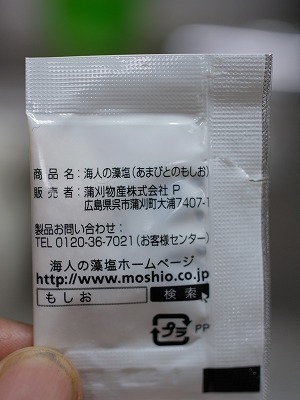 商品名：海人の藻塩(あまびとのもしお)
販売者：蒲刈物産株式会社 P
広島県呉市蒲刈町大浦7407-1
製品お問い合わせ：
TEL 0120-36-7021(お客様センター)
海人の藻塩ホームページ
http://www.moshio.co.jp
もしお 検索
プラ PP